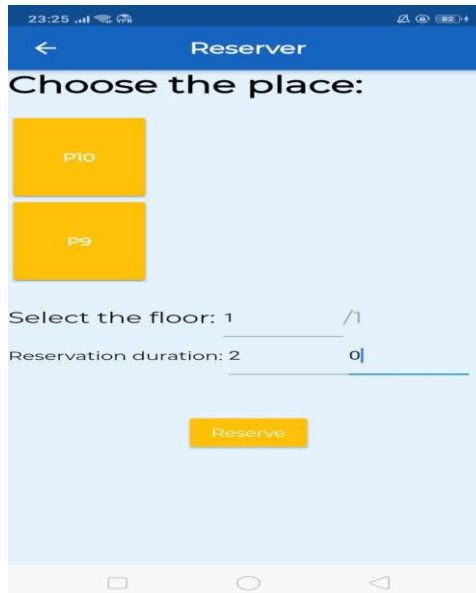 23:25 VPN 82
Reserver
Choose the place:
P10
P9
Select the floor: 1 /1
Reservation duration: 2 0
Reserve